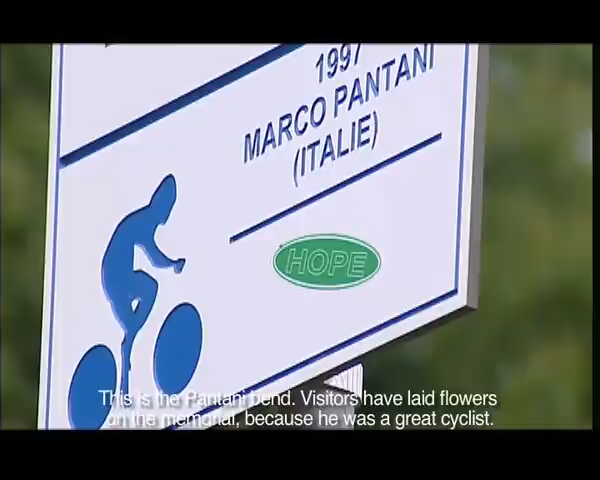 1997
MARCO PANTANI
(ITALIE)
HOPE
This is the Pantani bend. Visitors have laid flowers
on the memorial, because he was a great cyclist.